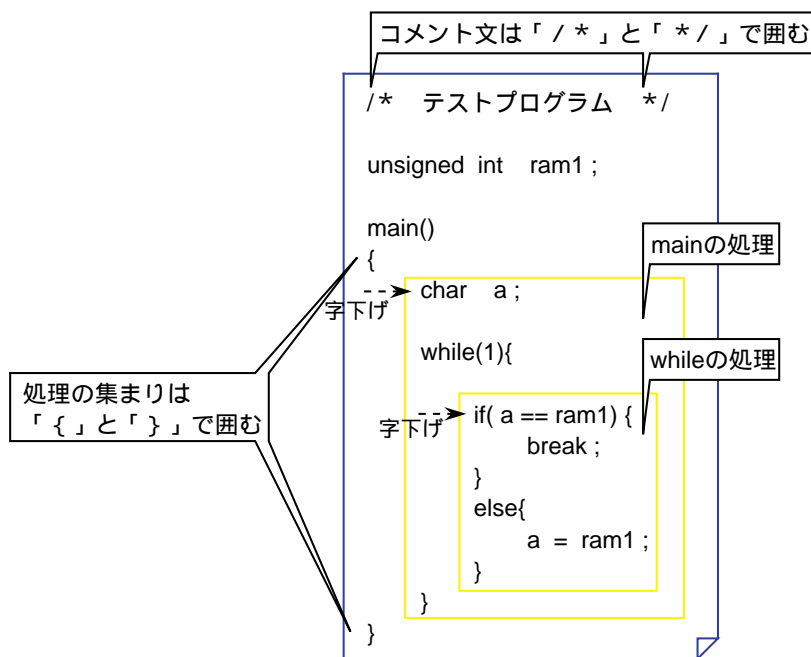 コメント文は「/*」と「*/」で囲む
/* テストプログラム */
unsigned int ram1 ;
main()
{
mainの処理
char a ;
字下げ
while(1){
whileの処理
処理の集まりは
「{」と「}」で囲む
if( a == ram1) {
字下げ
break ;
}
else{
a = ram1 ;
}
}
}